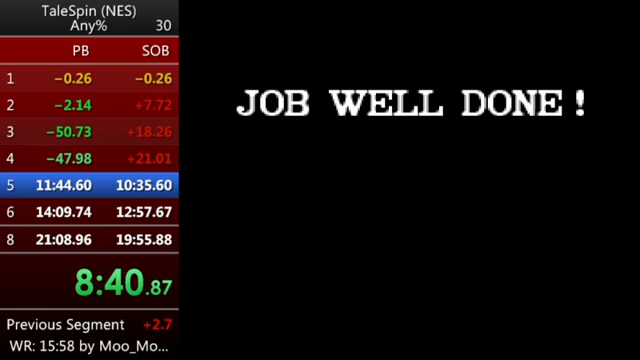 TaleSpin (NES)
Any% 30
PB SOB
1 −0.26 −0.26
2 −2.14 +7.72
3 −50.73 +18.26
4 −47.98 +21.01
5 11:44.60 10:35.60
6 14:09.74 12:57.67
8 21:08.96 19:55.88
8:40.87
Previous Segment +2.7
WR: 15:58 by Moo_Mo...
JOB WELL DONE!